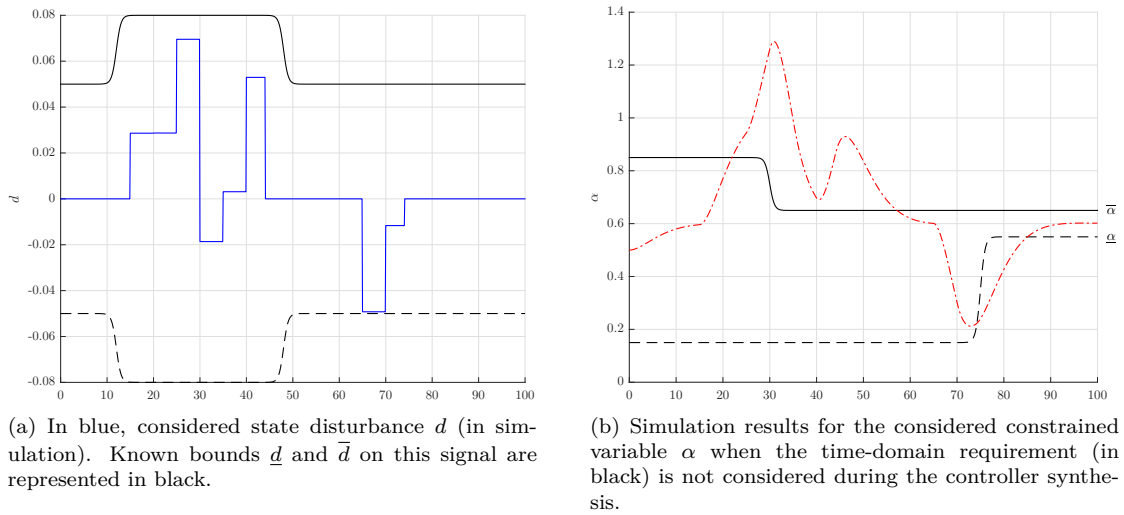 0.08
0.06
0.04
0.02
0
-0.02
-0.04
-0.06
-0.08
d
0 10 20 30 40 50 60 70 80 90 100
(a) In blue, considered state disturbance d (in sim-
ulation). Known bounds d̲ and d̅ on this signal are
represented in black.
1.4
1.2
1
0.8
0.6
0.4
0.2
0
α
α̅
α̲
0 10 20 30 40 50 60 70 80 90 100
(b) Simulation results for the considered constrained
variable α when the time-domain requirement (in
black) is not considered during the controller synthe-
sis.